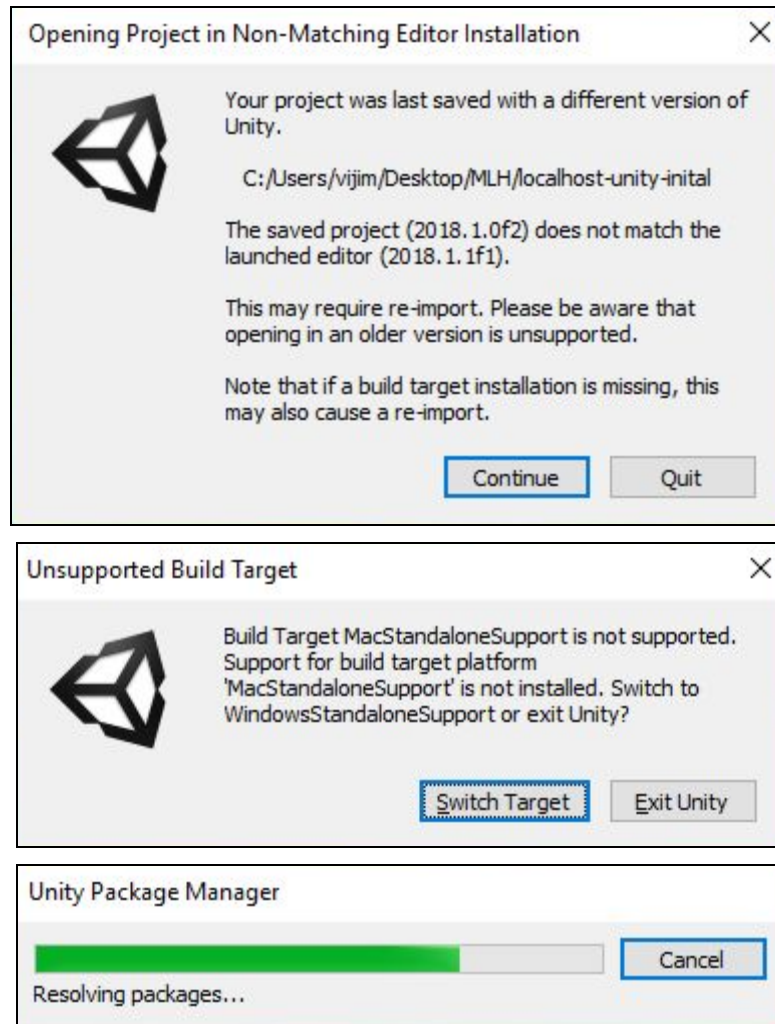 Opening Project in Non-Matching Editor Installation
Your project was last saved with a different version of
Unity.
C:/Users/vijim/Desktop/MLH/localhost-unity-inital
The saved project (2018.1.0f2) does not match the
launched editor (2018.1.1f1).
This may require re-import. Please be aware that
opening in an older version is unsupported.
Note that if a build target installation is missing, this
may also cause a re-import.
Continue Quit
Unsupported Build Target
Build Target MacStandaloneSupport is not supported.
Support for build target platform
'MacStandaloneSupport' is not installed. Switch to
WindowsStandaloneSupport or exit Unity?
Switch Target Exit Unity
Unity Package Manager
Cancel
Resolving packages...